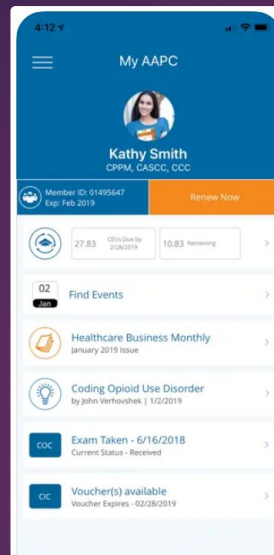 4:12
My AAPC
Kathy Smith
CPPM, CASCC, CCC
Member ID: 01495647
Exp: Feb 2019
Renew Now
27.83 CEUs Due by 2/28/2019 10.83 Remaining
02
Jan
Find Events
Healthcare Business Monthly
January 2019 Issue
Coding Opioid Use Disorder
by John Verhovshek | 1/2/2019
COC
Exam Taken - 6/16/2018
Current Status - Received
CIC
Voucher(s) available
Voucher Expires - 02/28/2019